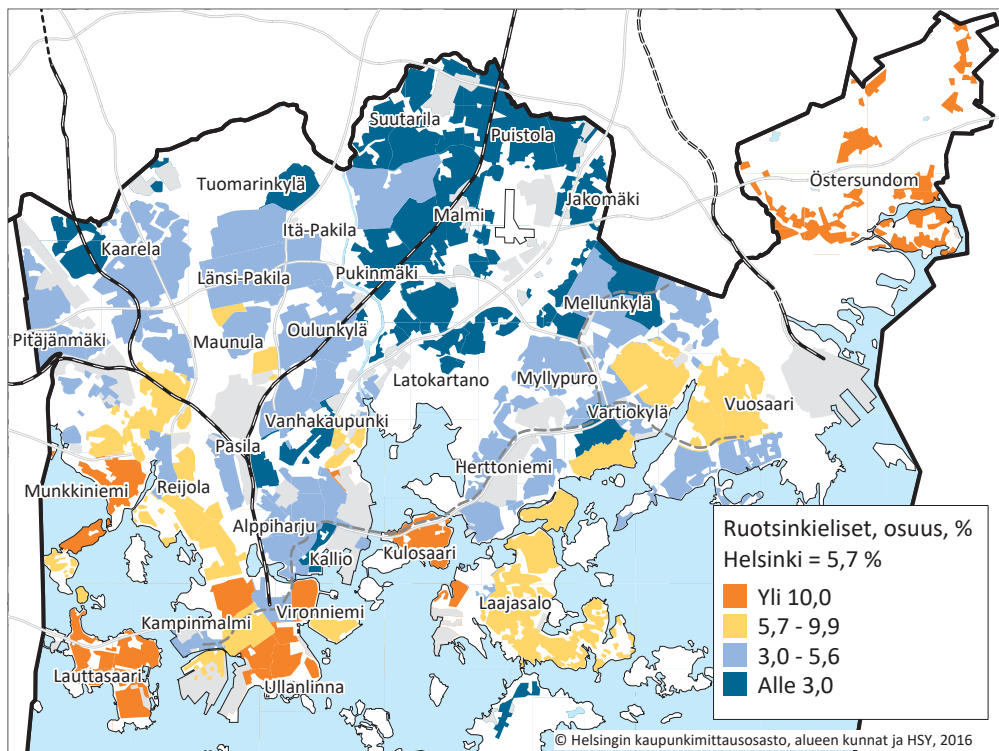 Suutarila
Puistola
Östersundom
Tuomarinkylä
Jakomäki
Malmi
Itä-Pakila
Kaarela
Länsi-Pakila
Pukinmäki
Mellunkylä
Oulunkylä
Pitäjänmäki
Maunula
Latokartano
Myllypuro
Vuosaari
Vartiokylä
Vanhakaupunki
Pasila
Herttoniemi
Munkkiniemi
Reijola
Alppiharju
Kallio
Kulosaari
Laajasalo
Vironniemi
Kampinmalmi
Lauttasaari
Ullanlinna
Ruotsinkieliset, osuus, %
Helsinki = 5,7 %
Yli 10,0
5,7 - 9,9
3,0 - 5,6
Alle 3,0
© Helsingin kaupunkimittausosasto, alueen kunnat ja HSY, 2016